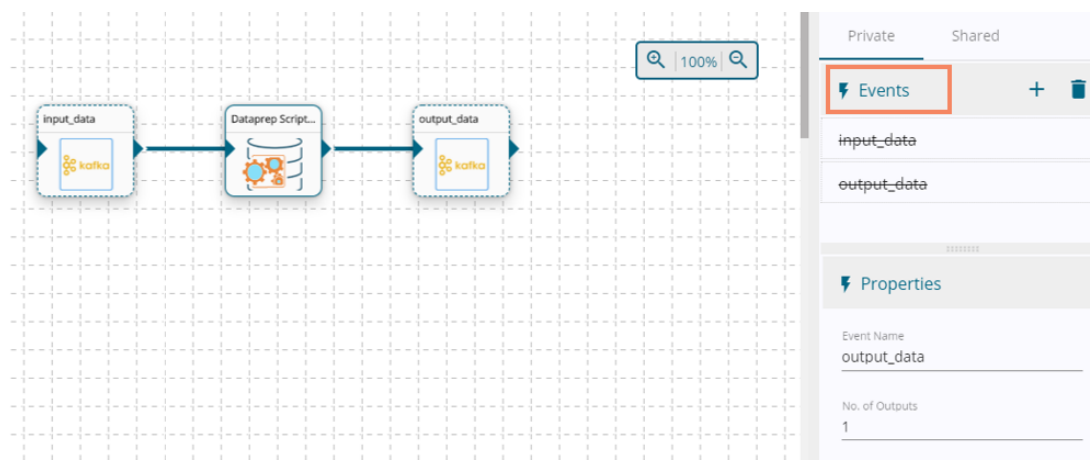 Private Shared
100%
Events +
input_data Dataprep Script... output_data
input_data
kafka kafka
output_data
Properties
Event Name
output_data
No. of Outputs
1